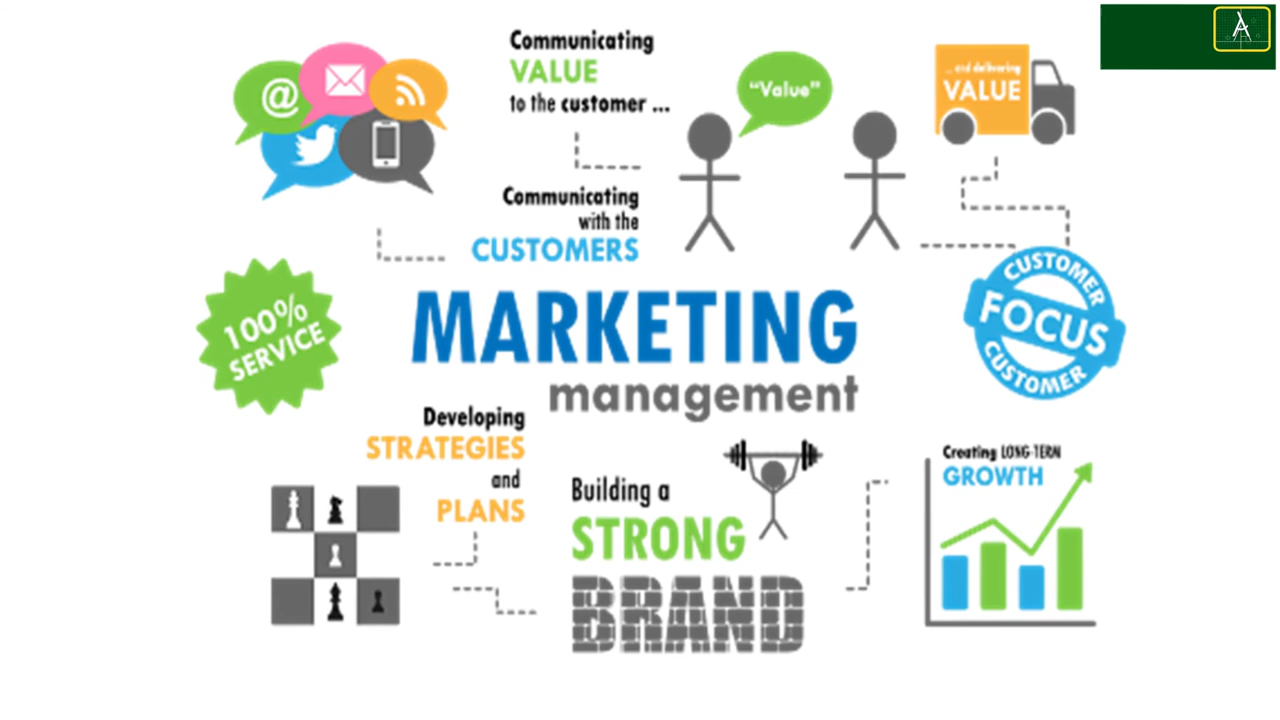 Communicating
VALUE
to the customer ...
"Value"
... and delivering
VALUE
@
Communicating
with the
CUSTOMERS
100%
SERVICE
MARKETING
management
CUSTOMER
FOCUS
CUSTOMER
Developing
STRATEGIES
and
PLANS
Building a
STRONG
BRAND
Creating LONG-TERM
GROWTH